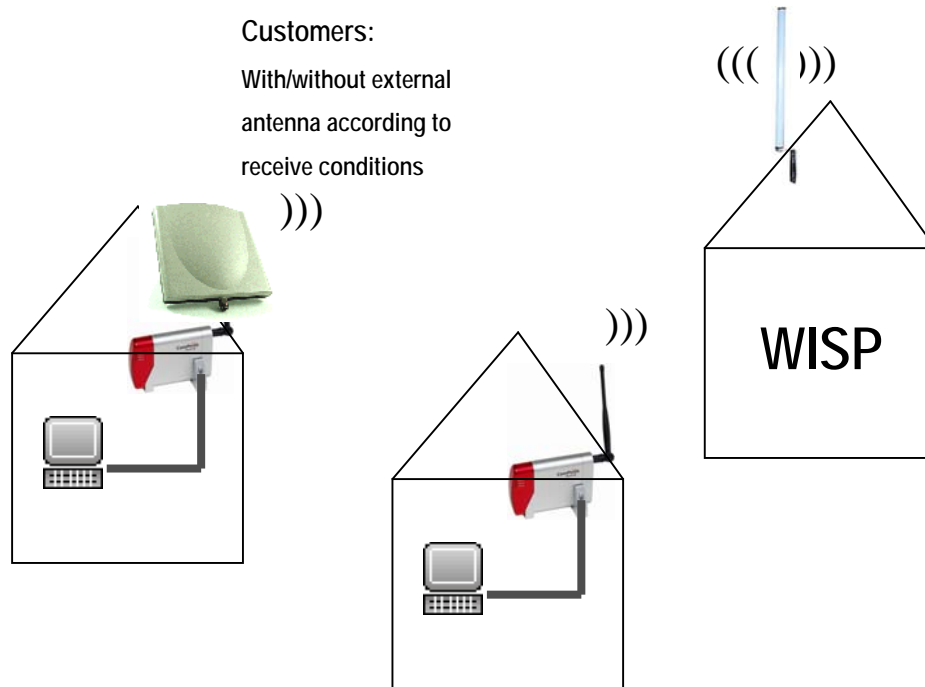 Customers:
With/without external
antenna according to
receive conditions
((( )))
)))
)))
WISP